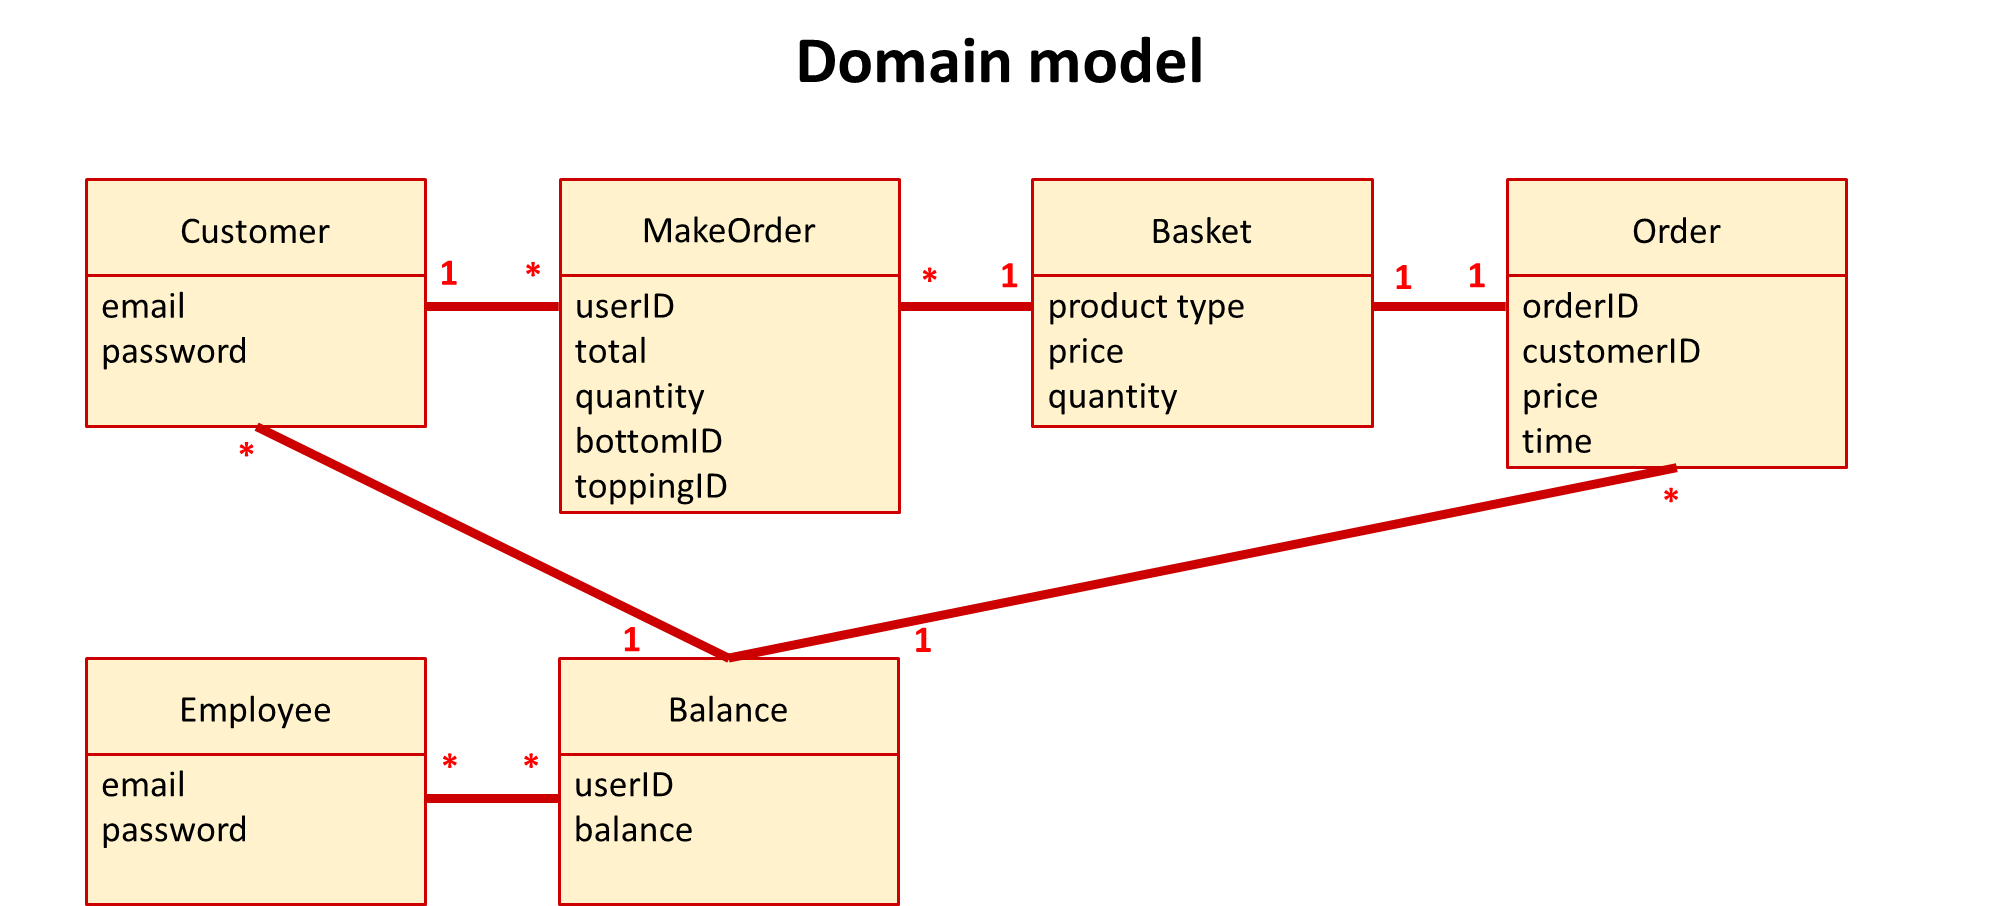 Domain model
Customer
email
password
1 *
MakeOrder
userID
total
quantity
bottomID
toppingID
* 1
Basket
product type
price
quantity
1 1
Order
orderID
customerID
price
time
*
*
1
1
Employee
email
password
* *
Balance
userID
balance